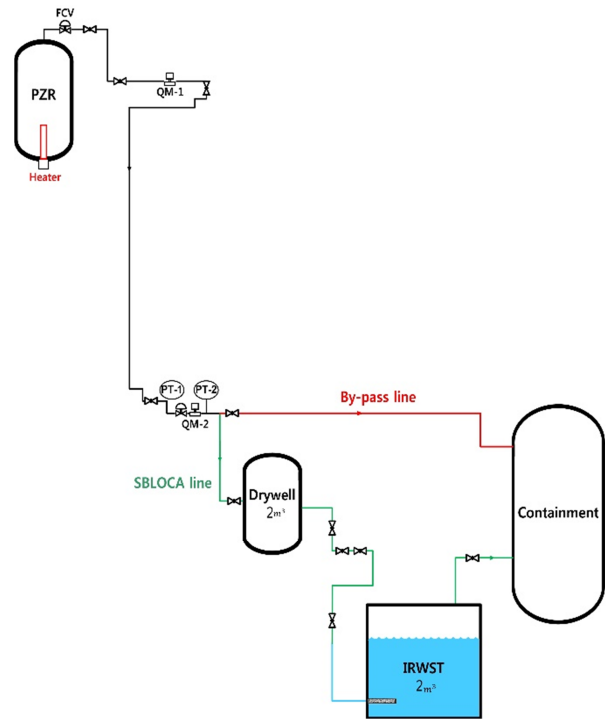 FCV
PZR
QM-1
Heater
PT-1
PT-2
QM-2
By-pass line
SBLOCA line
Drywell
2m³
Containment
IRWST
2m³